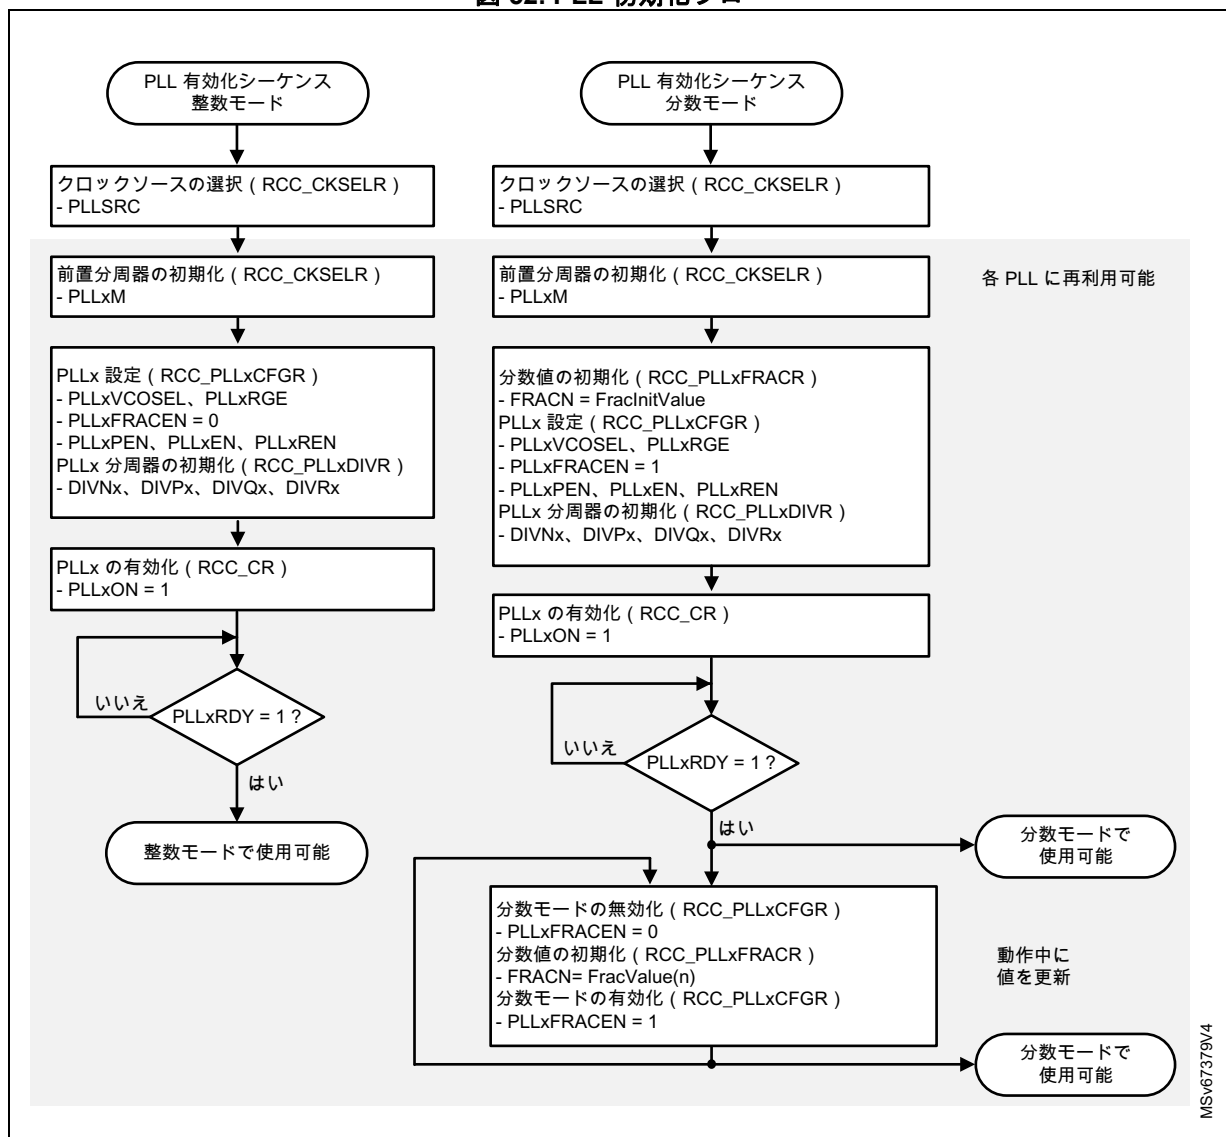 PLL 有効化シーケンス
整数モード
クロックソースの選択 ( RCC_CKSELR )
- PLLSRC
前置分周器の初期化 ( RCC_CKSELR )
- PLLxM
PLLx 設定 ( RCC_PLLxCFGR )
- PLLxVCOSEL、PLLxRGE
- PLLxFRACEN = 0
- PLLxPEN、PLLxEN、PLLxREN
PLLx 分周器の初期化 ( RCC_PLLxDIVR )
- DIVNx、DIVPx、DIVQx、DIVRx
PLLx の有効化 ( RCC_CR )
- PLLxON = 1
いいえ
PLLxRDY = 1 ?
はい
整数モードで使用可能
PLL 有効化シーケンス
分数モード
クロックソースの選択 ( RCC_CKSELR )
- PLLSRC
前置分周器の初期化 ( RCC_CKSELR )
- PLLxM
各 PLL に再利用可能
分数値の初期化 ( RCC_PLLxFRACR )
- FRACN = FracInitValue
PLLx 設定 ( RCC_PLLxCFGR )
- PLLxVCOSEL、PLLxRGE
- PLLxFRACEN = 1
- PLLxPEN、PLLxEN、PLLxREN
PLLx 分周器の初期化 ( RCC_PLLxDIVR )
- DIVNx、DIVPx、DIVQx、DIVRx
PLLx の有効化 ( RCC_CR )
- PLLxON = 1
いいえ
PLLxRDY = 1 ?
はい
分数モードで
使用可能
分数モードの無効化 ( RCC_PLLxCFGR )
- PLLxFRACEN = 0
分数値の初期化 ( RCC_PLLxFRACR )
- FRACN= FracValue(n)
分数モードの有効化 ( RCC_PLLxCFGR )
- PLLxFRACEN = 1
動作中に
値を更新
分数モードで
使用可能
MSv67379V4